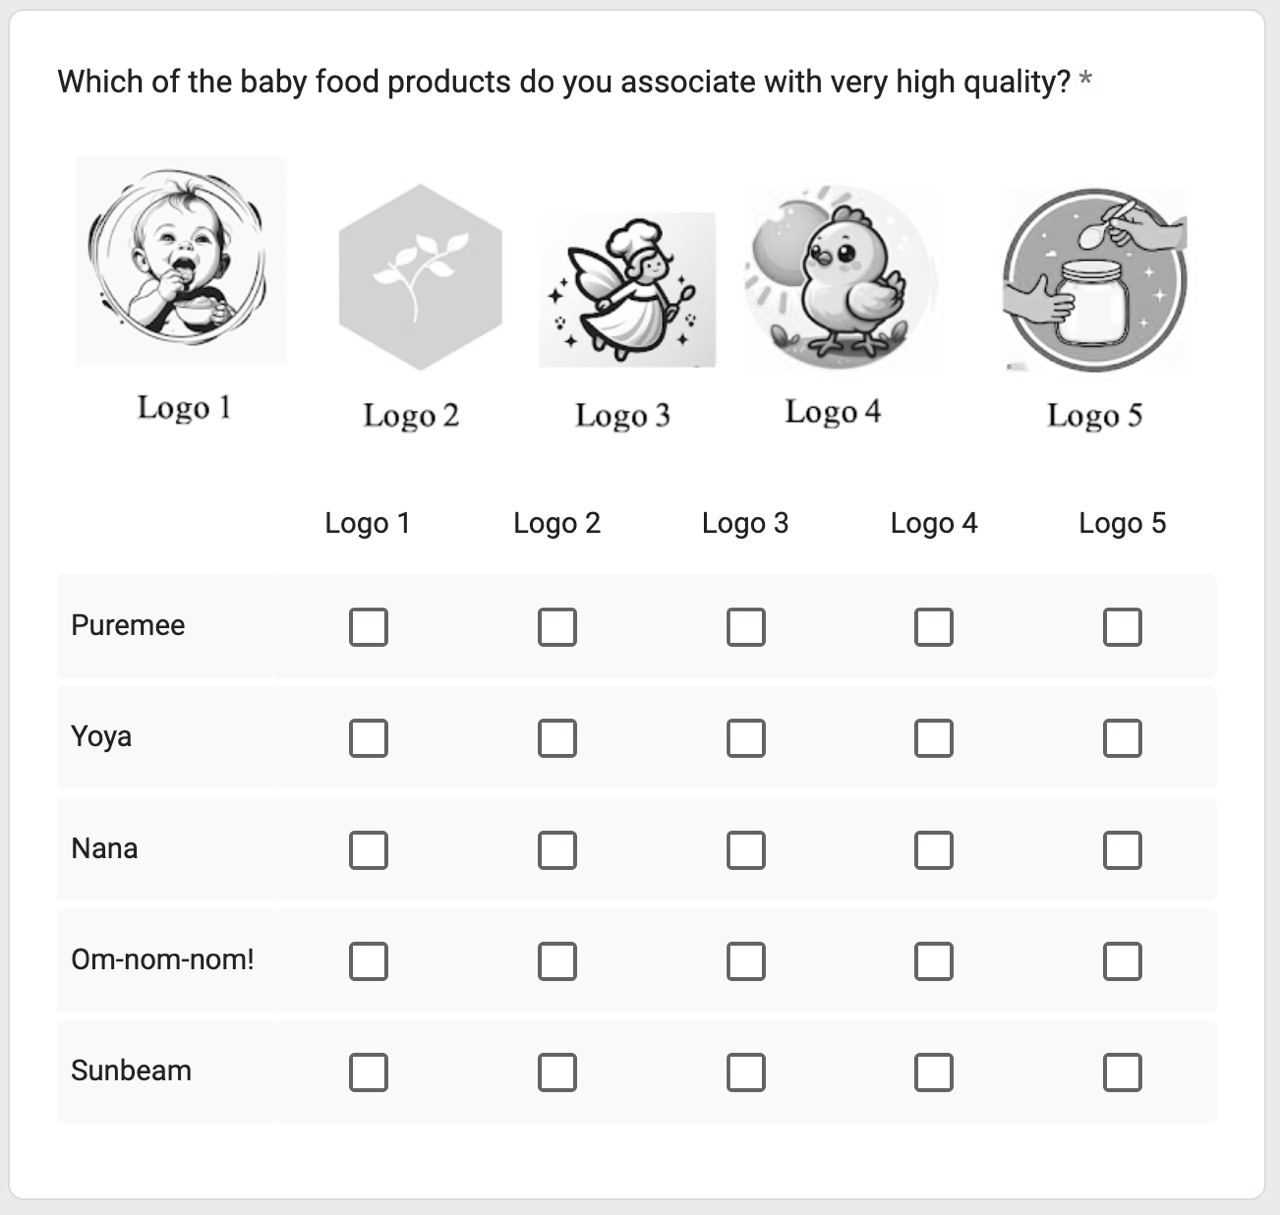 Which of the baby food products do you associate with very high quality? *
Logo 1 Logo 2 Logo 3 Logo 4 Logo 5
Logo 1 Logo 2 Logo 3 Logo 4 Logo 5
Puremee
Yoya
Nana
Om-nom-nom!
Sunbeam